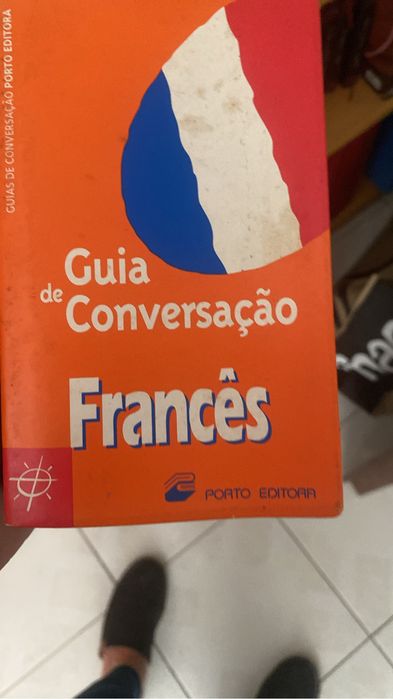 GUIAS DE CONVERSAÇÃO PORTO EDITORA
Guia
de Conversação
Francês
PORTO EDITORA